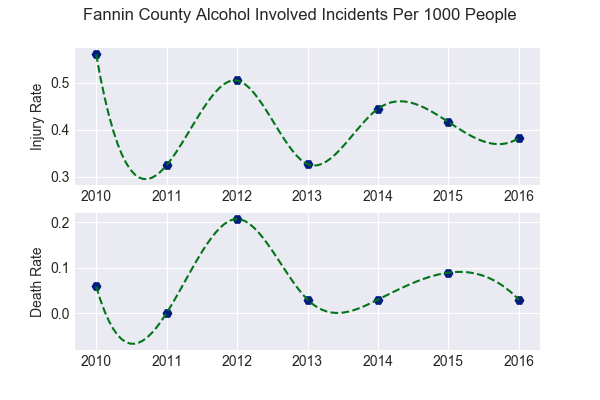 Fannin County Alcohol Involved Incidents Per 1000 People
Injury Rate
0.5
0.4
0.3
2010 2011 2012 2013 2014 2015 2016
Death Rate
0.2
0.1
0.0
2010 2011 2012 2013 2014 2015 2016